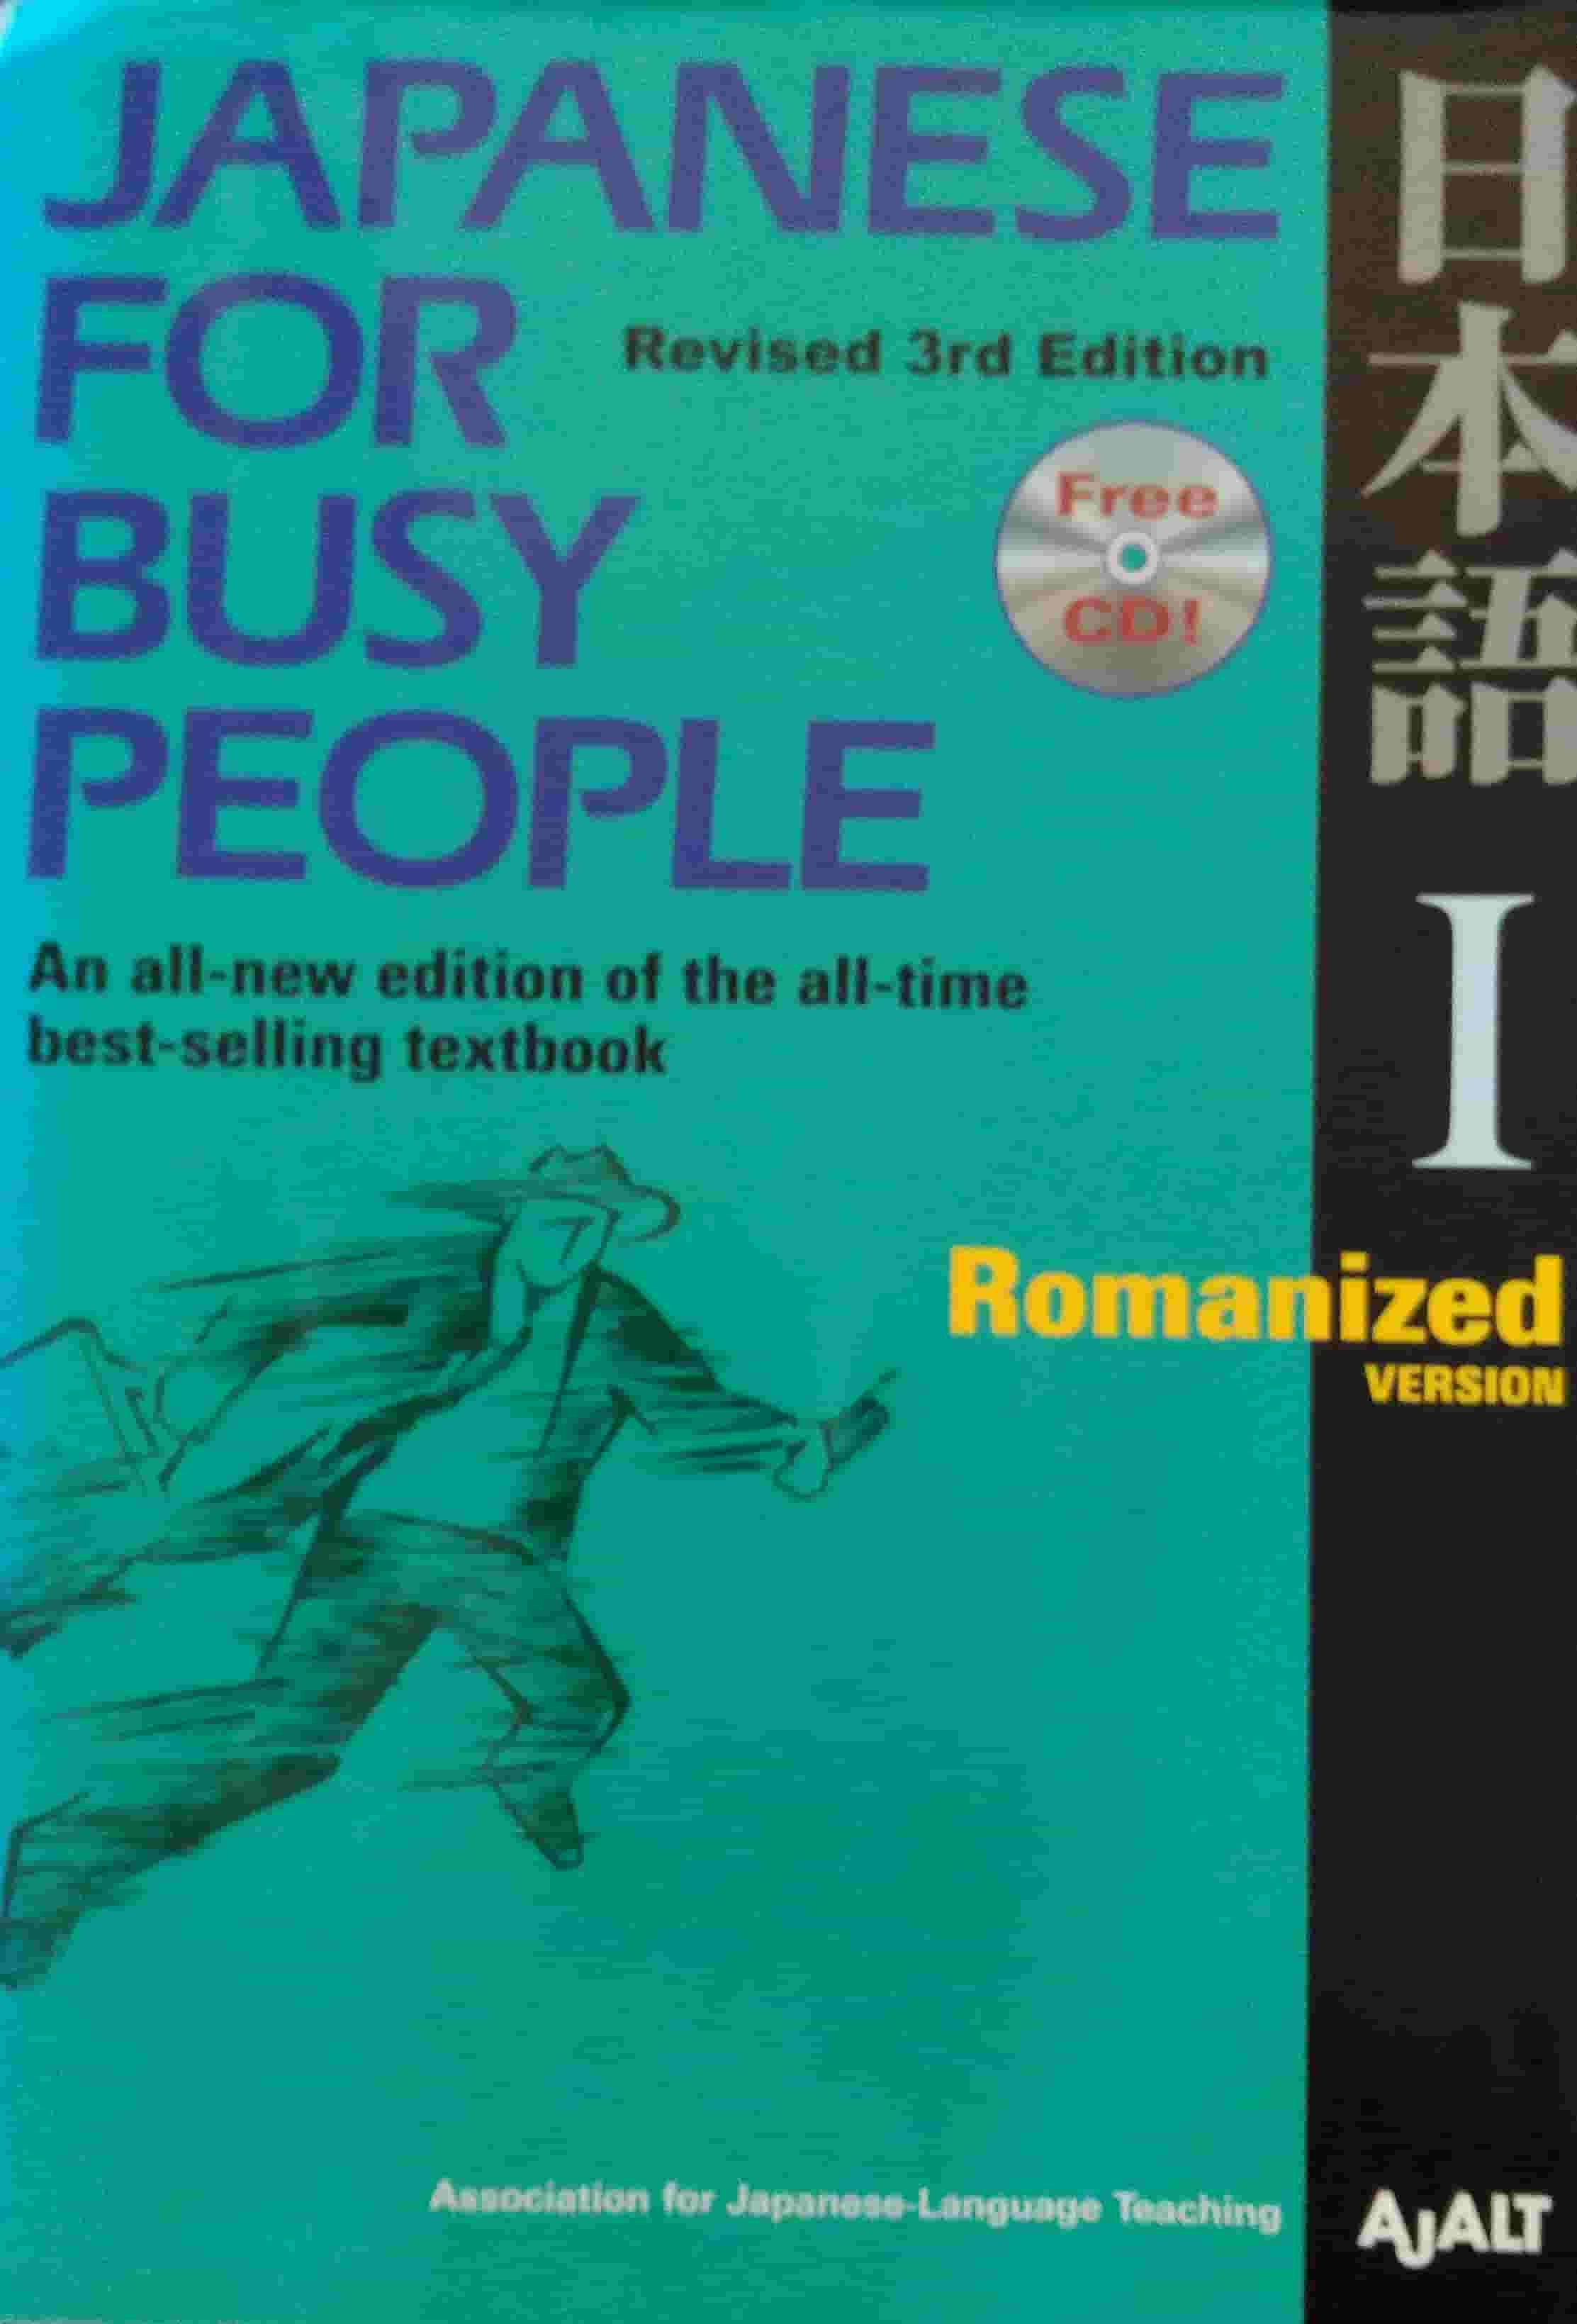 JAPANESE
FOR
Revised 3rd Edition
BUSY
PEOPLE
Free
CD!
An all-new edition of the all-time
best-selling textbook
日本語
I
Romanized
VERSION
Association for Japanese-Language Teaching
AJALT